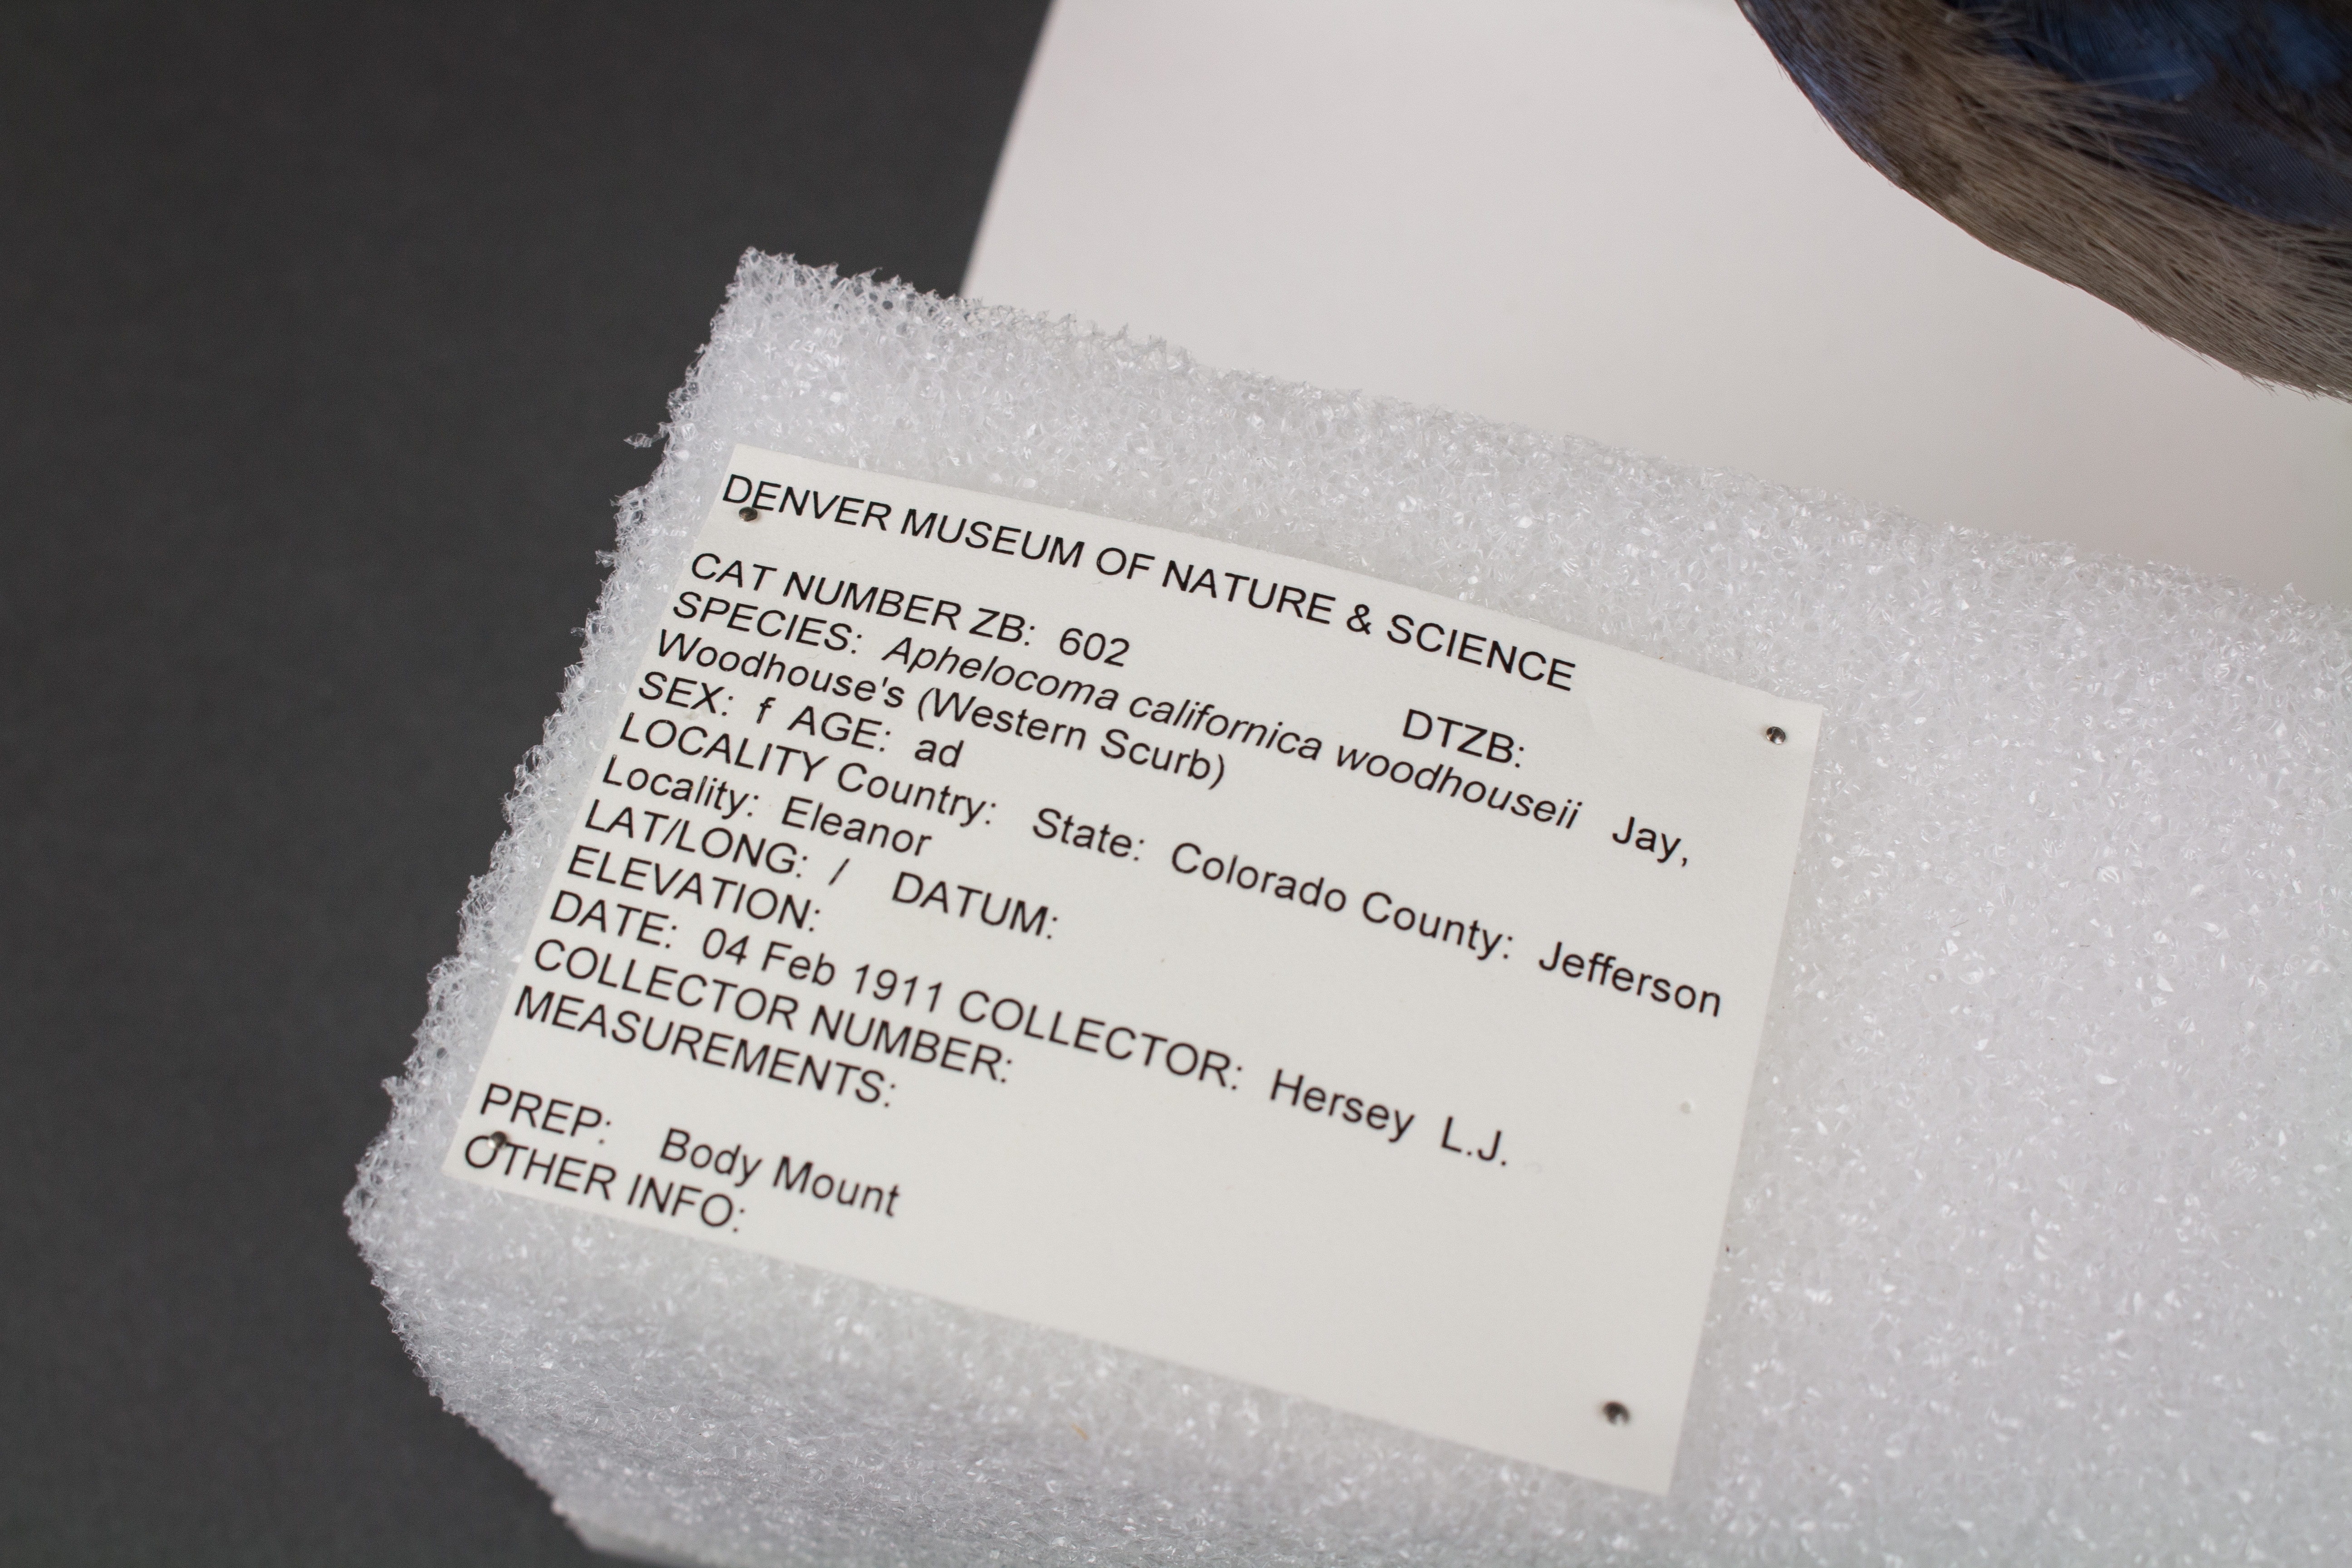 DENVER MUSEUM OF NATURE & SCIENCE
CAT NUMBER ZB: 602 DTZB:
SPECIES: Aphelocoma californica woodhouseii Jay,
Woodhouse's (Western Scurb)
SEX: f AGE: ad
LOCALITY Country: State: Colorado County: Jefferson
Locality: Eleanor
LAT/LONG: / DATUM:
ELEVATION:
DATE: 04 Feb 1911 COLLECTOR: Hersey L.J.
COLLECTOR NUMBER:
MEASUREMENTS:
PREP: Body Mount
OTHER INFO: